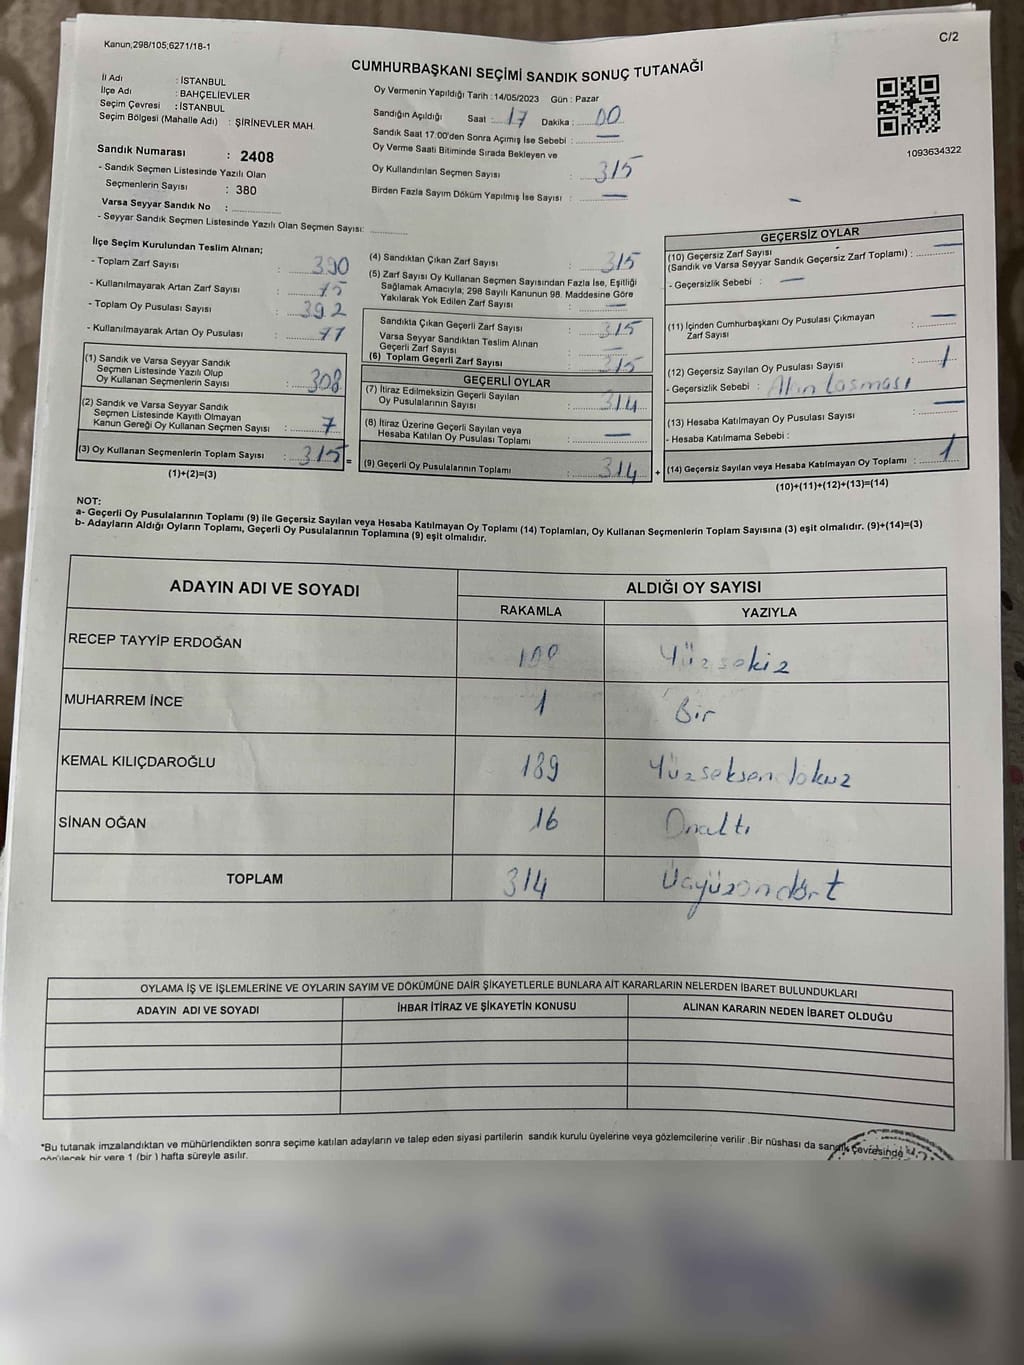 Kanun,298/105;6271/18-1
C/2
CUMHURBAŞKANI SEÇİMİ SANDIK SONUÇ TUTANAĞI
İl Adı : İSTANBUL
İlçe Adı : BAHÇELİEVLER
Seçim Çevresi : İSTANBUL
Seçim Bölgesi (Mahalle Adı) : ŞİRİNEVLER MAH.
Sandık Numarası : 2408
- Sandık Seçmen Listesinde Yazılı Olan
Seçmenlerin Sayısı : 380
Varsa Seyyar Sandık No : ..............
- Seyyar Sandık Seçmen Listesinde Yazılı Olan Seçmen Sayısı: ............
Oy Vermenin Yapıldığı Tarih : 14/05/2023 Gün : Pazar
Sandığın Açıldığı Saat : 17 Dakika : 00
Sandık Saat 17:00'den Sonra Açımış İse Sebebi : —
Oy Verme Saati Bitiminde Sırada Bekleyen ve
Oy Kullandırılan Seçmen Sayısı : 315
Birden Fazla Sayım Döküm Yapılmış İse Sayısı : —
1093634322
İlçe Seçim Kurulundan Teslim Alınan;
- Toplam Zarf Sayısı : 390
- Kullanılmayarak Artan Zarf Sayısı : 75
- Toplam Oy Pusulası Sayısı : 392
- Kullanılmayarak Artan Oy Pusulası : 77
(1) Sandık ve Varsa Seyyar Sandık
Seçmen Listesinde Yazılı Olup
Oy Kullanan Seçmenlerin Sayısı : 308
(2) Sandık ve Varsa Seyyar Sandık
Seçmen Listesinde Kayıtlı Olmayan
Kanun Gereği Oy Kullanan Seçmen Sayısı : 7
(3) Oy Kullanan Seçmenlerin Toplam Sayısı : 315 =
(1)+(2)=(3)
(4) Sandıktan Çıkan Zarf Sayısı : 315
(5) Zarf Sayısı Oy Kullanan Seçmen Sayısından Fazla İse, Eşitliği
Sağlamak Amacıyla; 298 Sayılı Kanunun 98. Maddesine Göre
Yakılarak Yok Edilen Zarf Sayısı : —
Sandıkta Çıkan Geçerli Zarf Sayısı : 315
Varsa Seyyar Sandıktan Teslim Alınan
Geçerli Zarf Sayısı : —
(6) Toplam Geçerli Zarf Sayısı : 315
GEÇERLİ OYLAR
(7) İtiraz Edilmeksizin Geçerli Sayılan
Oy Pusulalarının Sayısı : 314
(8) İtiraz Üzerine Geçerli Sayılan veya
Hesaba Katılan Oy Pusulası Toplamı : —
(9) Geçerli Oy Pusulalarının Toplamı : 314 +
GEÇERSİZ OYLAR
(10) Geçersiz Zarf Sayısı
(Sandık ve Varsa Seyyar Sandık Geçersiz Zarf Toplamı) : —
- Geçersizlik Sebebi : —
(11) İçinden Cumhurbaşkanı Oy Pusulası Çıkmayan
Zarf Sayısı : —
(12) Geçersiz Sayılan Oy Pusulası Sayısı : 1
- Geçersizlik Sebebi :
(13) Hesaba Katılmayan Oy Pusulası Sayısı : —
- Hesaba Katılmama Sebebi :
(14) Geçersiz Sayılan veya Hesaba Katılmayan Oy Toplamı : 1
(10)+(11)+(12)+(13)=(14)
NOT:
a- Geçerli Oy Pusulalarının Toplamı (9) ile Geçersiz Sayılan veya Hesaba Katılmayan Oy Toplamı (14) Toplamları, Oy Kullanan Seçmenlerin Toplam Sayısına (3) eşit olmalıdır. (9)+(14)=(3)
b- Adayların Aldığı Oyların Toplamı, Geçerli Oy Pusulalarının Toplamına (9) eşit olmalıdır.
ADAYIN ADI VE SOYADI
ALDIĞI OY SAYISI
RAKAMLA YAZIYLA
RECEP TAYYİP ERDOĞAN 108 Yüzsekiz
MUHARREM İNCE 1 Bir
KEMAL KILIÇDAROĞLU 189 Yüzseksendokuz
SİNAN OĞAN 16 Onaltı
TOPLAM 314 Üçyüzondört
OYLAMA İŞ VE İŞLEMLERİNE VE OYLARIN SAYIM VE DÖKÜMÜNE DAİR ŞİKAYETLERLE BUNLARA AİT KARARLARIN NELERDEN İBARET BULUNDUKLARI
ADAYIN ADI VE SOYADI İHBAR İTİRAZ VE ŞİKAYETİN KONUSU ALINAN KARARIN NEDEN İBARET OLDUĞU
*Bu tutanak imzalandıktan ve mühürlendikten sonra seçime katılan adayların ve talep eden siyasi partilerin sandık kurulu üyelerine veya gözlemcilerine verilir .Bir nüshası da sandık çevresinde
görülecek bir yere 1 (bir ) hafta süreyle asılır.